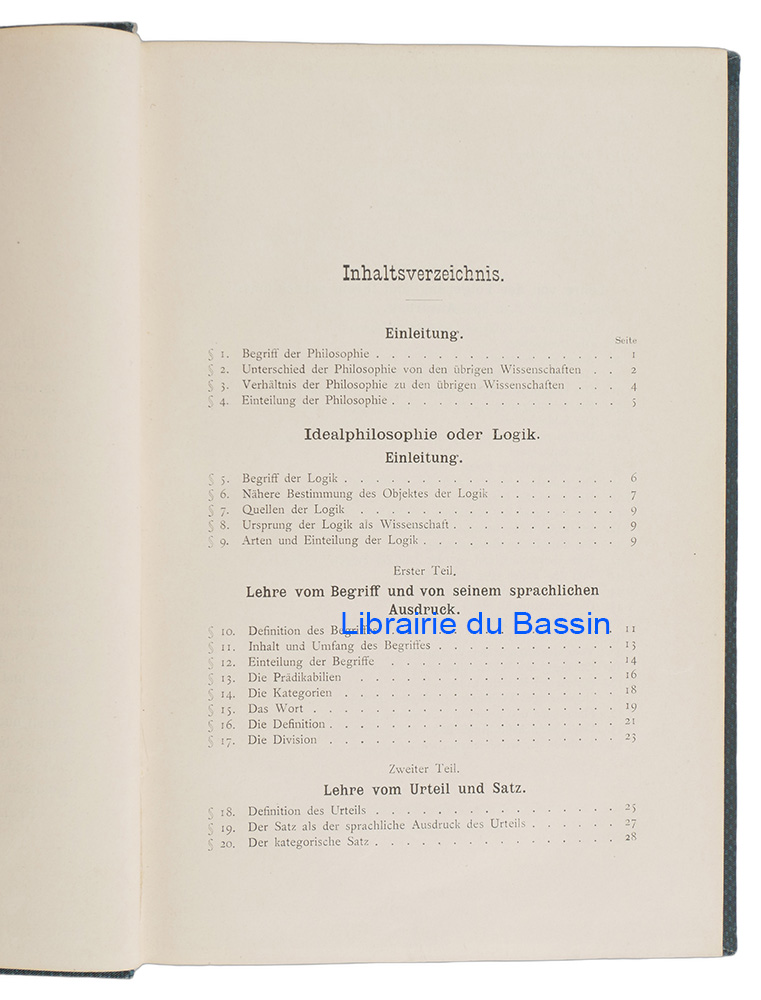 Inhaltsverzeichnis.
Einleitung.
Seite
§ 1. Begriff der Philosophie . . . . . . . . . . . . . . . . 1
§ 2. Unterschied der Philosophie von den übrigen Wissenschaften . . 2
§ 3. Verhältnis der Philosophie zu den übrigen Wissenschaften . . . 4
§ 4. Einteilung der Philosophie . . . . . . . . . . . . . . . 5
Idealphilosophie oder Logik.
Einleitung.
§ 5. Begriff der Logik . . . . . . . . . . . . . . . . . . 6
§ 6. Nähere Bestimmung des Objektes der Logik . . . . . . . . 7
§ 7. Quellen der Logik . . . . . . . . . . . . . . . . . 9
§ 8. Ursprung der Logik als Wissenschaft . . . . . . . . . . . 9
§ 9. Arten und Einteilung der Logik . . . . . . . . . . . . . 9
Erster Teil.
Lehre vom Begriff und von seinem sprachlichen
Ausdruck.
Librairie du Bassin
§ 10. Definition des Begriffes . . . . . . . . . . . . . . . 11
§ 11. Inhalt und Umfang des Begriffes . . . . . . . . . . . . 13
§ 12. Einteilung der Begriffe . . . . . . . . . . . . . . . 14
§ 13. Die Prädikabilien . . . . . . . . . . . . . . . . . 16
§ 14. Die Kategorien . . . . . . . . . . . . . . . . . . 18
§ 15. Das Wort . . . . . . . . . . . . . . . . . . . . 19
§ 16. Die Definition . . . . . . . . . . . . . . . . . . . 21
§ 17. Die Division . . . . . . . . . . . . . . . . . . . 23
Zweiter Teil.
Lehre vom Urteil und Satz.
§ 18. Definition des Urteils . . . . . . . . . . . . . . . . 25
§ 19. Der Satz als der sprachliche Ausdruck des Urteils . . . . . . 27
§ 20. Der kategorische Satz . . . . . . . . . . . . . . . . 28